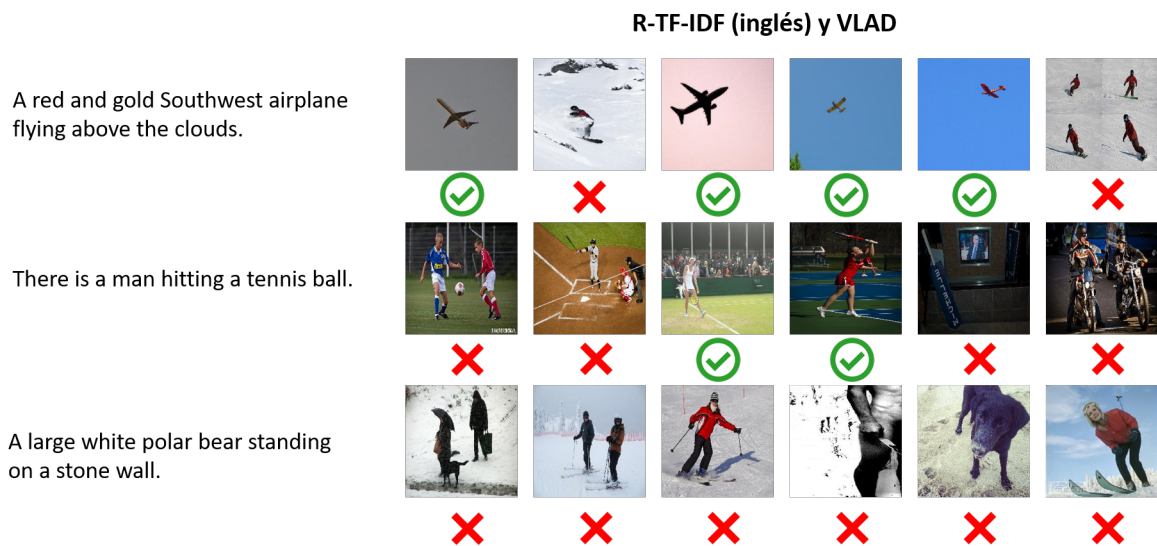 R-TF-IDF (inglés) y VLAD
A red and gold Southwest airplane
flying above the clouds.
There is a man hitting a tennis ball.
A large white polar bear standing
on a stone wall.